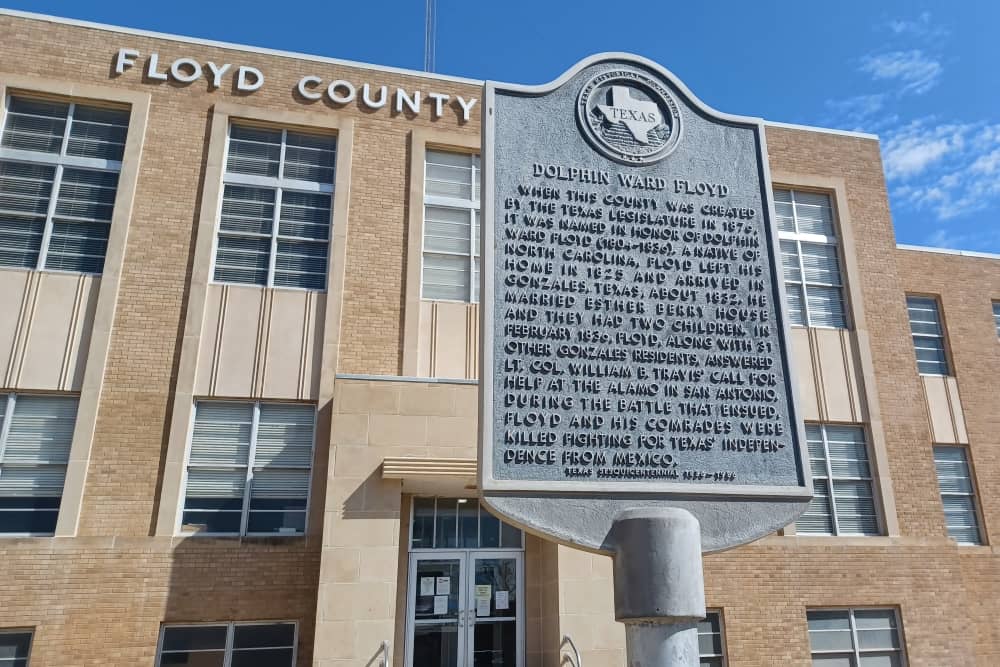 FLOYD COUNTY
TEXAS
DOLPHIN WARD FLOYD
WHEN THIS COUNTY WAS CREATED
BY THE TEXAS LEGISLATURE IN 1876,
IT WAS NAMED IN HONOR OF DOLPHIN
WARD FLOYD (1804-1836). A NATIVE OF
NORTH CAROLINA, FLOYD LEFT HIS
HOME IN 1825 AND ARRIVED IN
GONZALES, TEXAS, ABOUT 1832. HE
MARRIED ESTHER BERRY HOUSE
AND THEY HAD TWO CHILDREN. IN
FEBRUARY 1836, FLOYD, ALONG WITH 31
OTHER GONZALES RESIDENTS, ANSWERED
LT. COL. WILLIAM B. TRAVIS' CALL FOR
HELP AT THE ALAMO IN SAN ANTONIO.
DURING THE BATTLE THAT ENSUED,
FLOYD AND HIS COMRADES WERE
KILLED FIGHTING FOR TEXAS' INDEPEN-
DENCE FROM MEXICO.
TEXAS SESQUICENTENNIAL 1836-1986